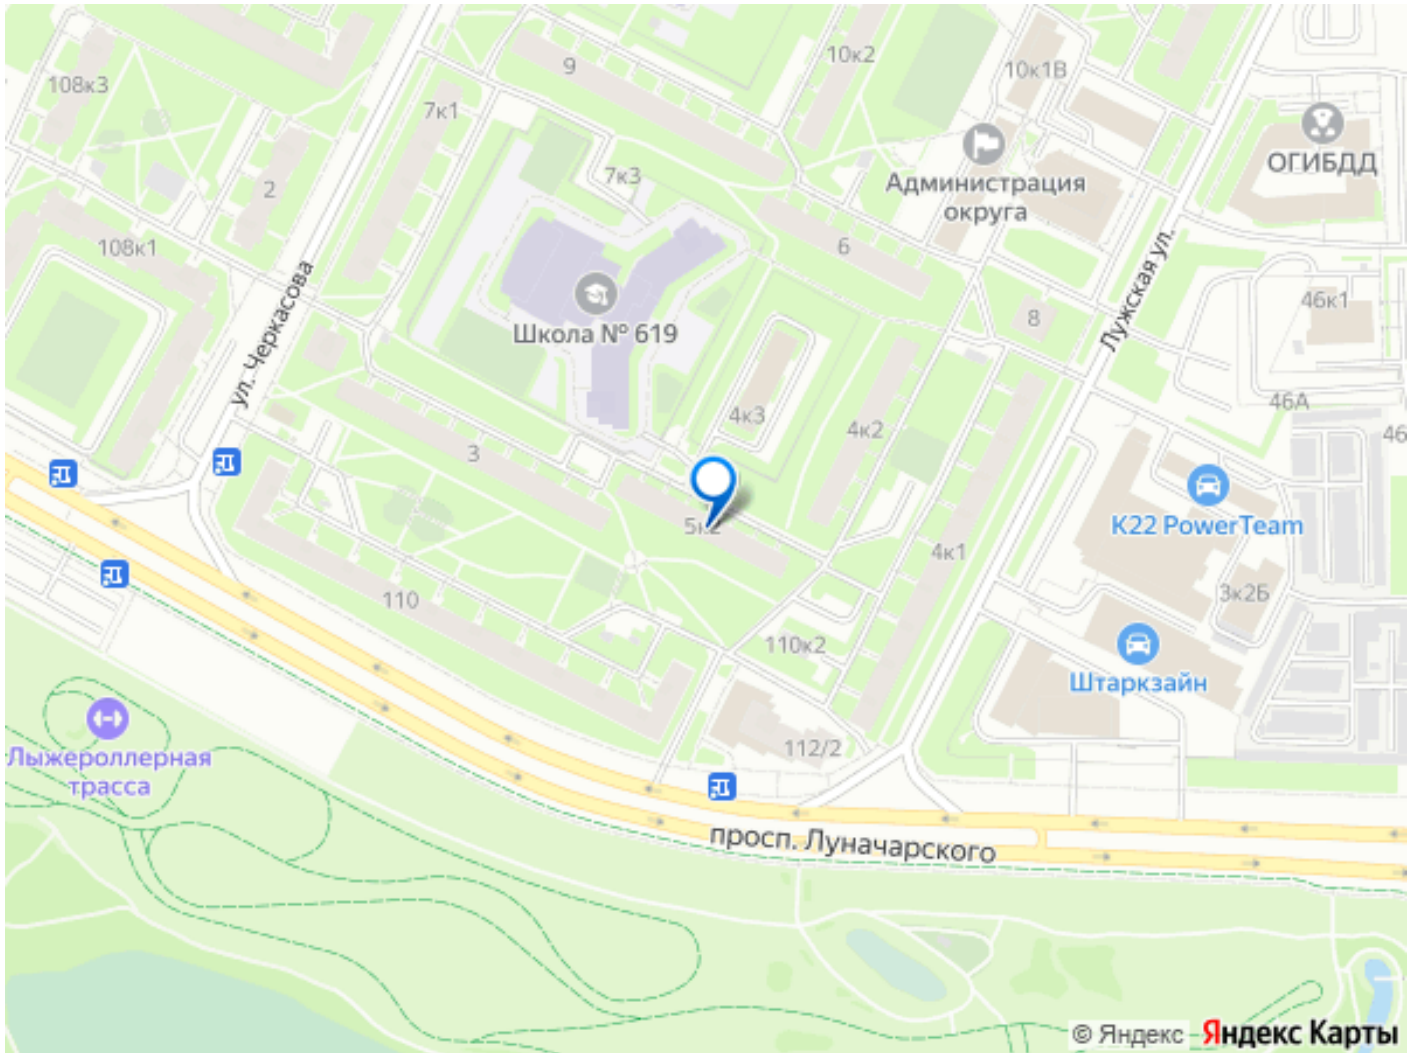 108к3
9
10к2
10к1В
7к1
ОГИБДД
Администрация
округа
7к3
2
108к1
6
ул. Черкасова
Школа № 619
Лужская ул.
46к1
8
46А
46
4к3
4к2
3
5к2
К22 PowerTeam
4к1
110
3к2Б
110к2
Штаркзайн
Лыжероллерная
трасса
112/2
просп. Луначарского
© Яндекс Яндекс Карты